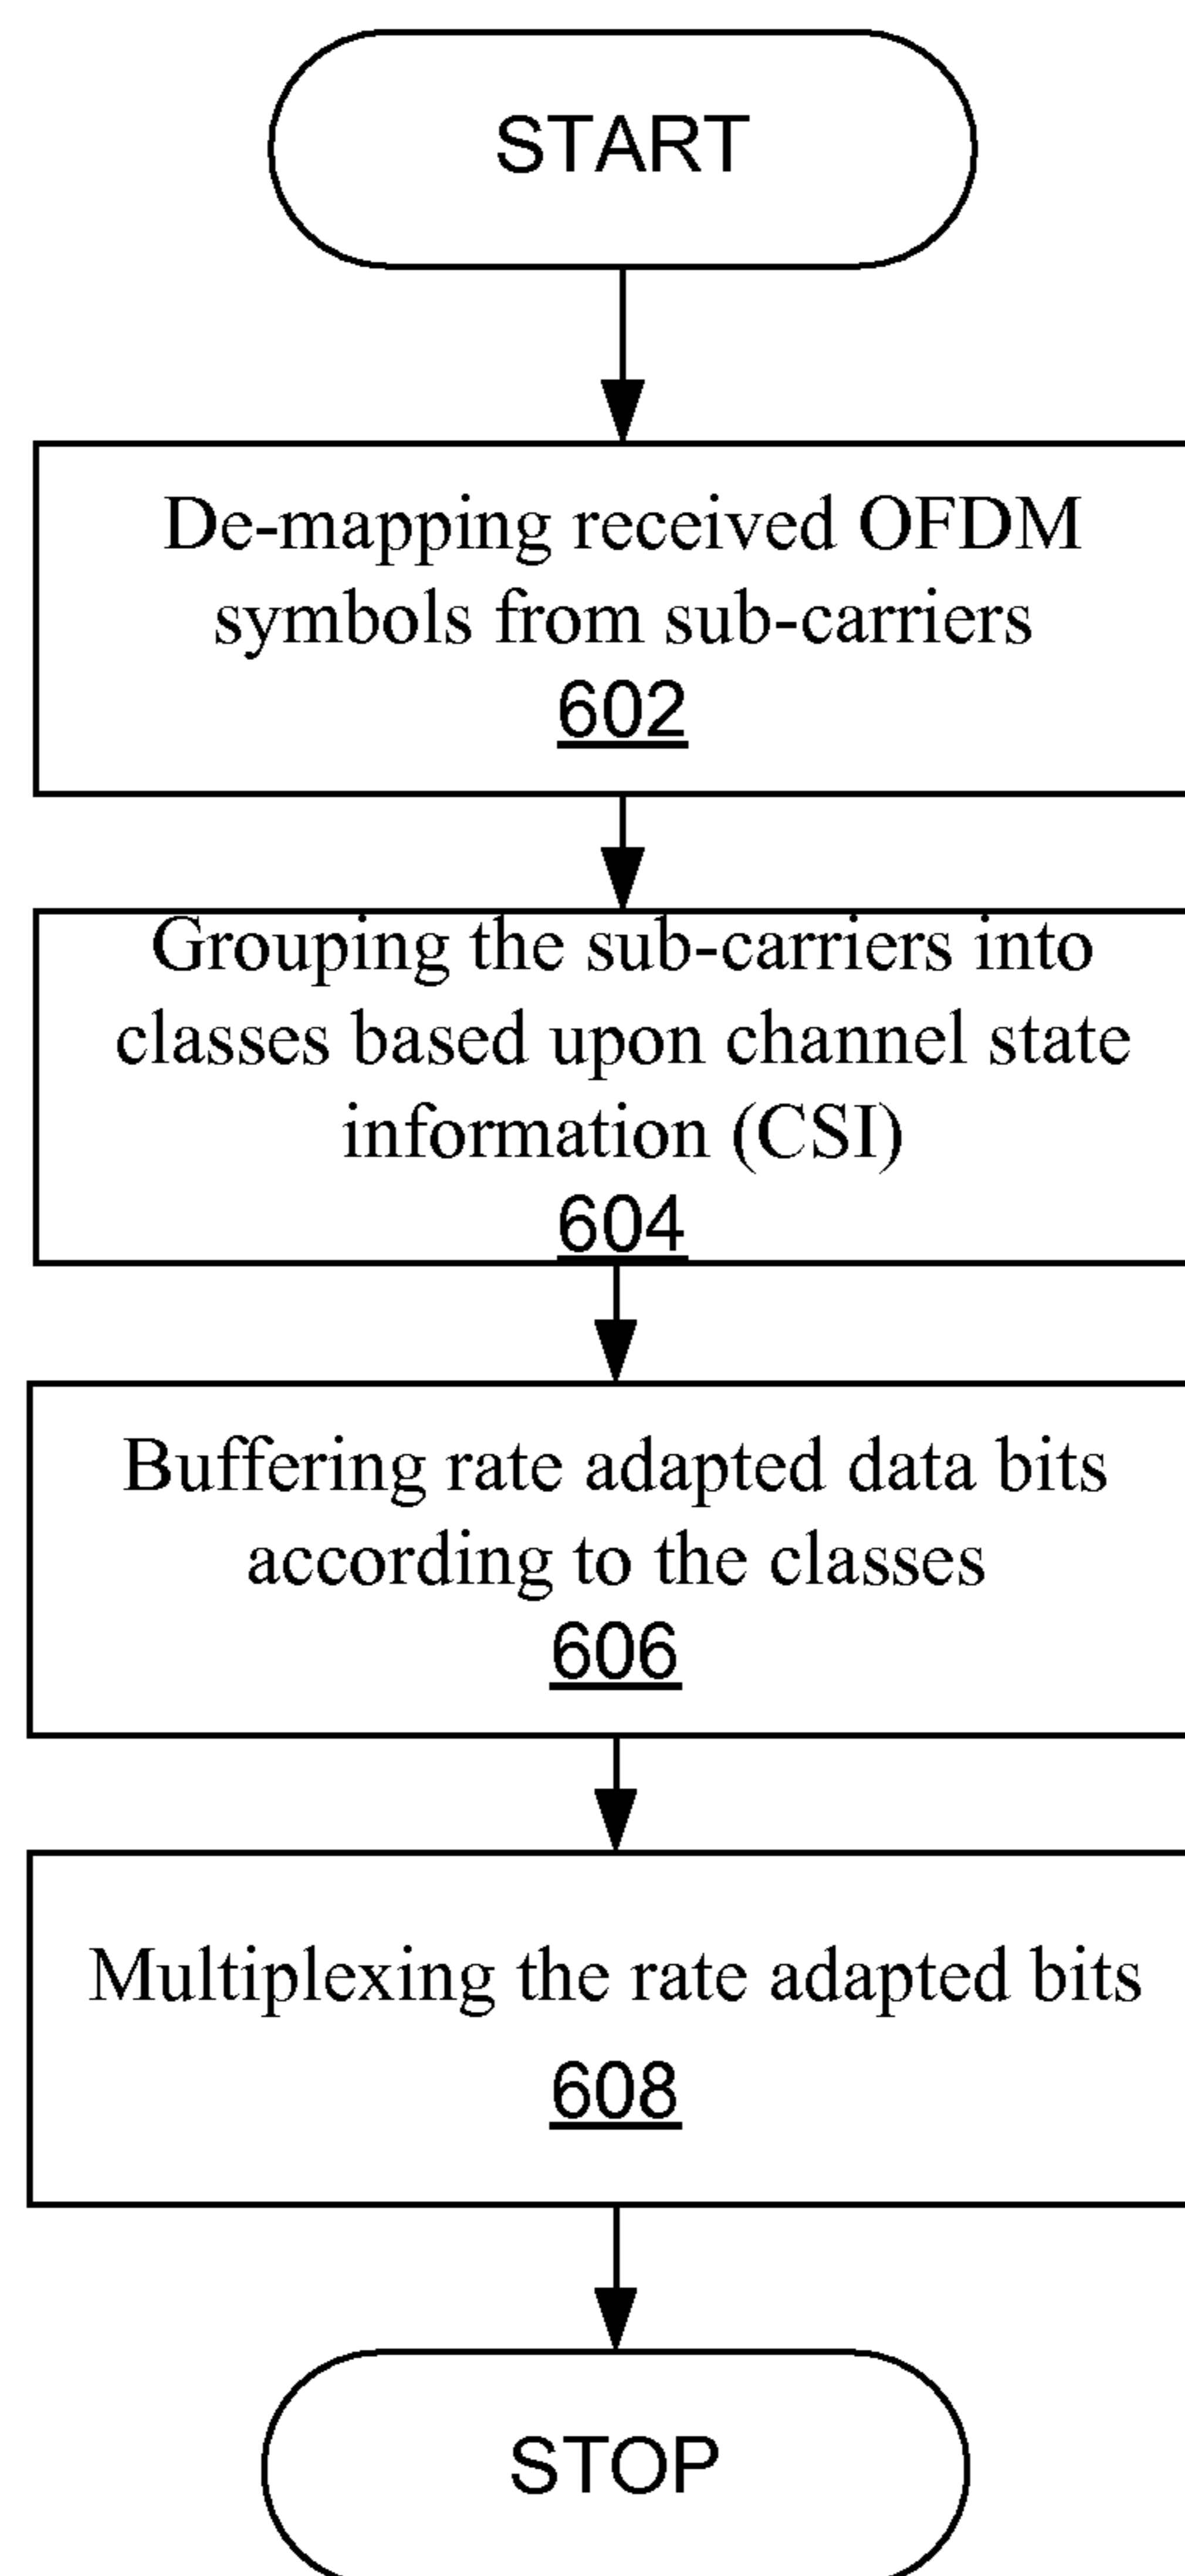 START
De-mapping received OFDM
symbols from sub-carriers
602
Grouping the sub-carriers into
classes based upon channel state
information (CSI)
604
Buffering rate adapted data bits
according to the classes
606
Multiplexing the rate adapted bits
608
STOP